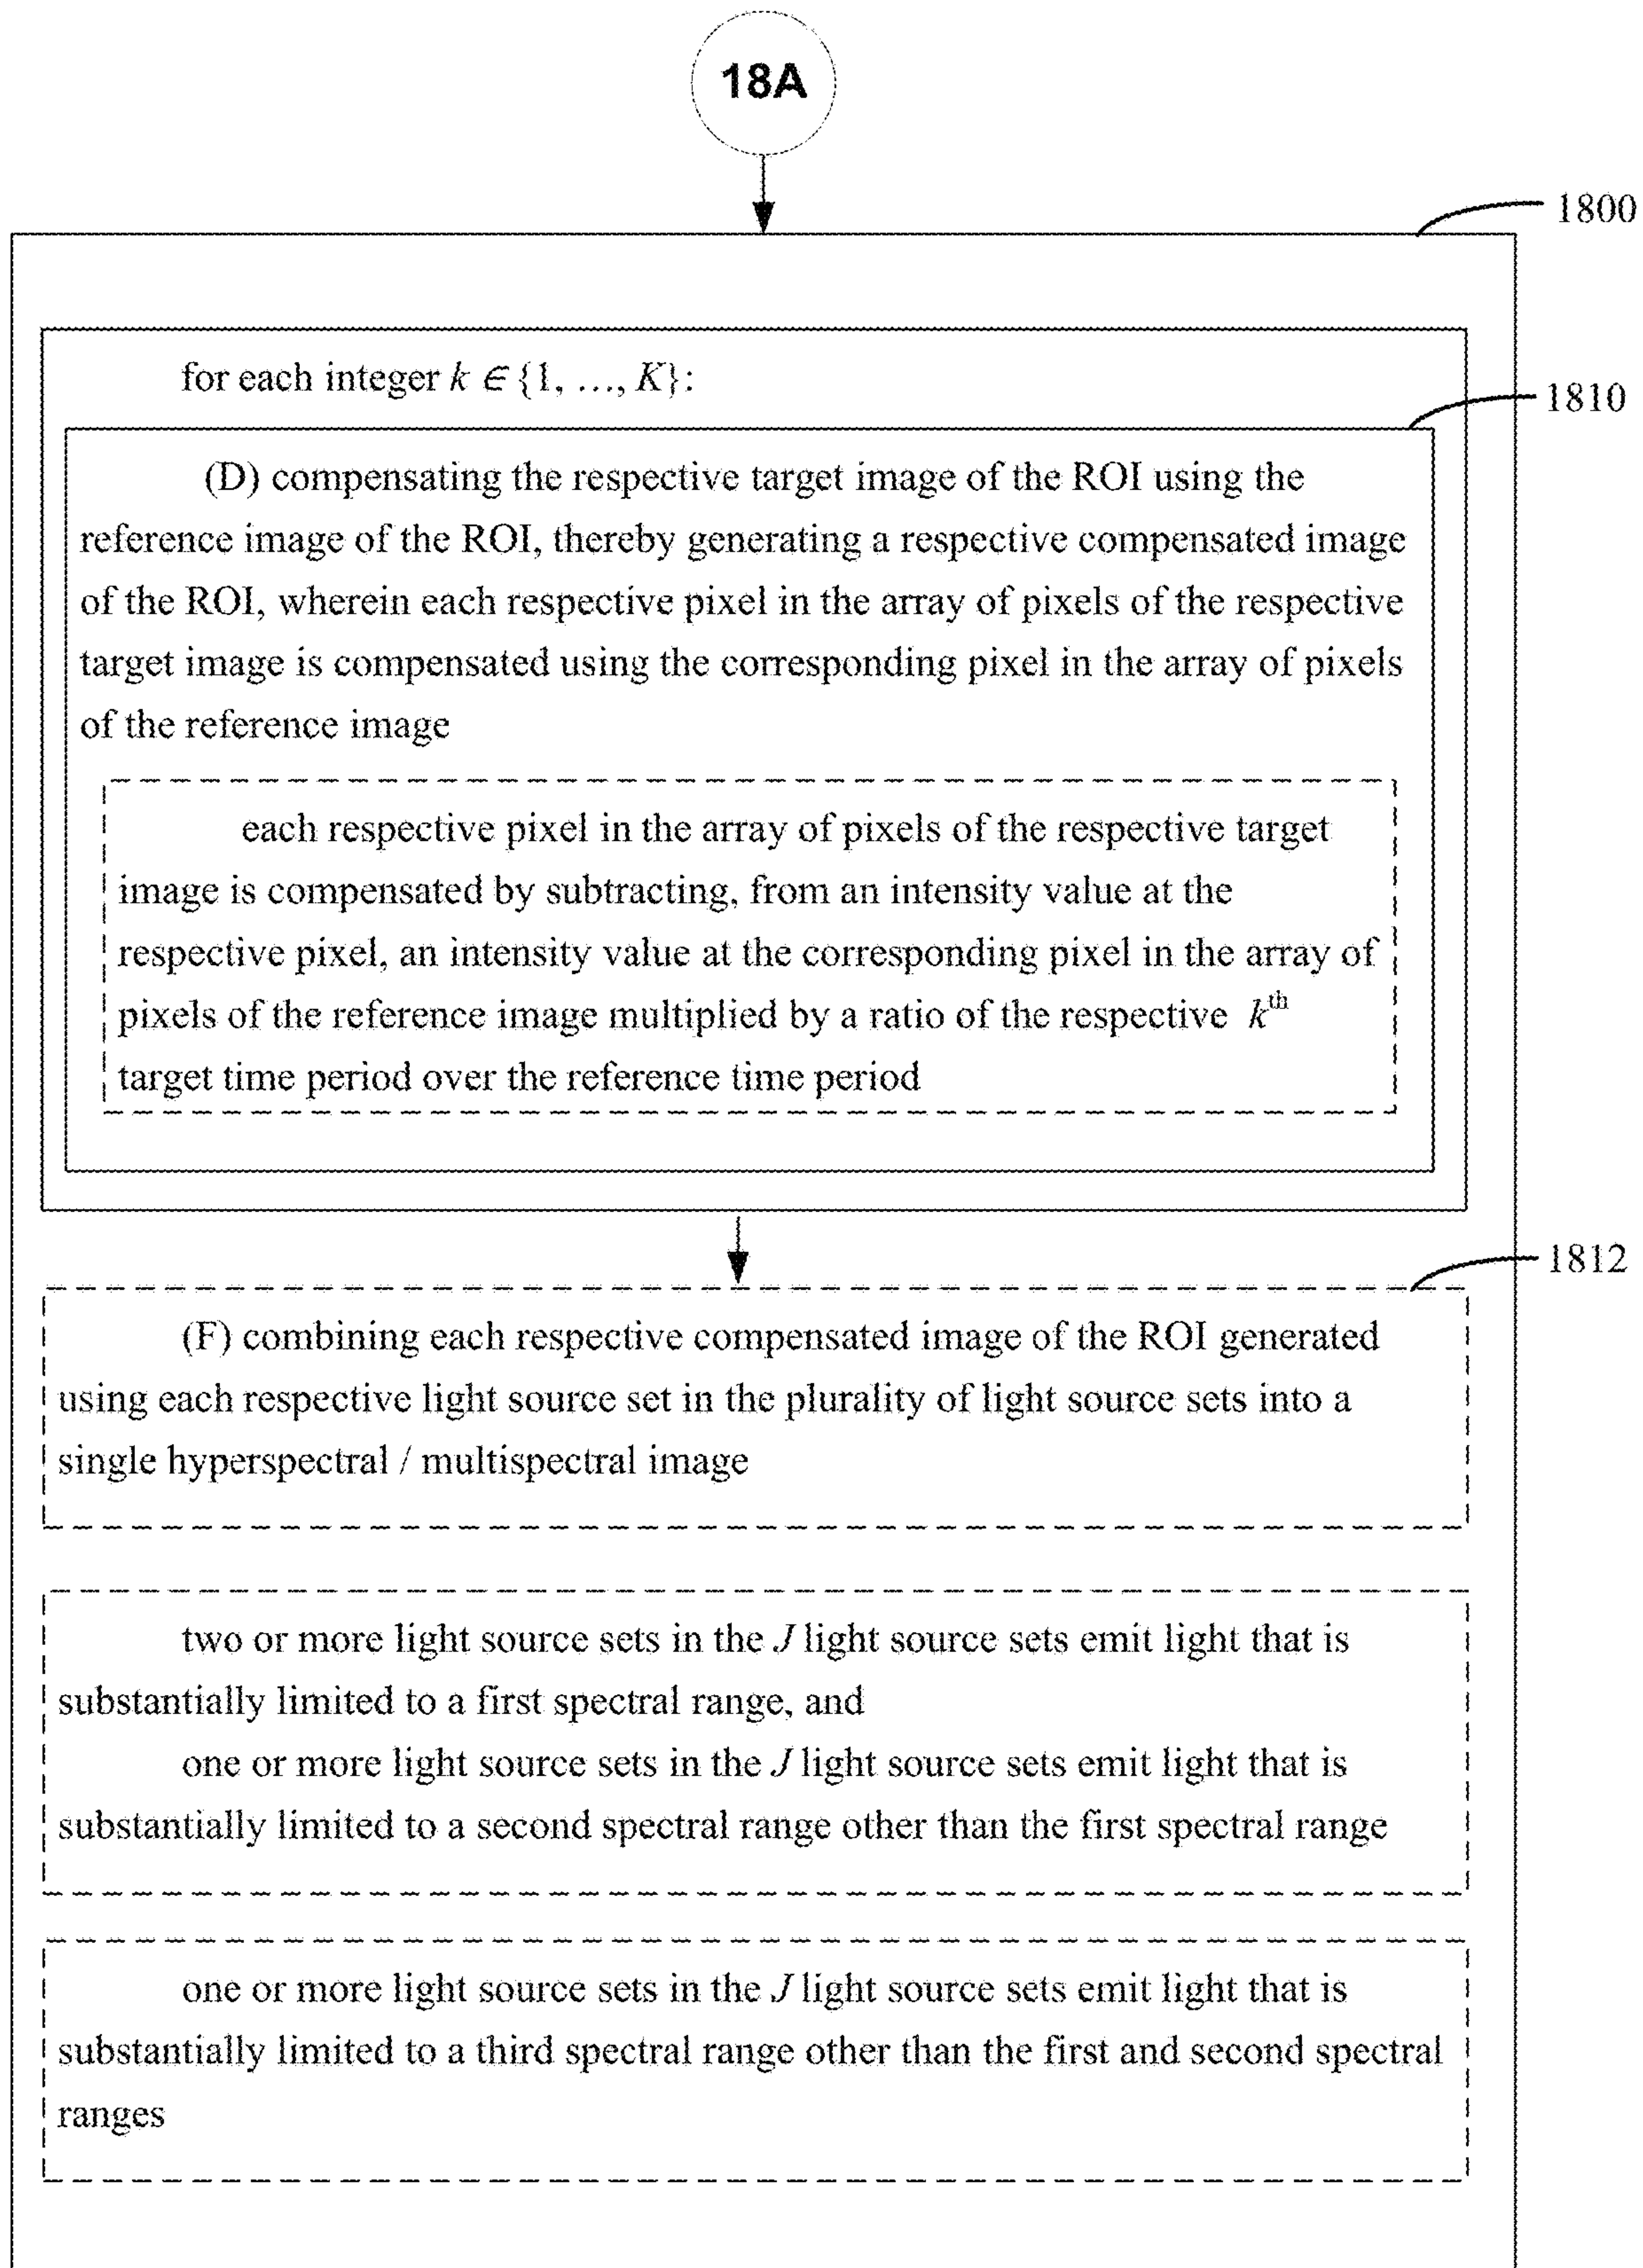 18A
1800
for each integer k ∈ {1, ..., K}:
1810
(D) compensating the respective target image of the ROI using the
reference image of the ROI, thereby generating a respective compensated image
of the ROI, wherein each respective pixel in the array of pixels of the respective
target image is compensated using the corresponding pixel in the array of pixels
of the reference image
each respective pixel in the array of pixels of the respective target
image is compensated by subtracting, from an intensity value at the
respective pixel, an intensity value at the corresponding pixel in the array of
pixels of the reference image multiplied by a ratio of the respective kth
target time period over the reference time period
1812
(F) combining each respective compensated image of the ROI generated
using each respective light source set in the plurality of light source sets into a
single hyperspectral / multispectral image
two or more light source sets in the J light source sets emit light that is
substantially limited to a first spectral range, and
one or more light source sets in the J light source sets emit light that is
substantially limited to a second spectral range other than the first spectral range
one or more light source sets in the J light source sets emit light that is
substantially limited to a third spectral range other than the first and second spectral
ranges